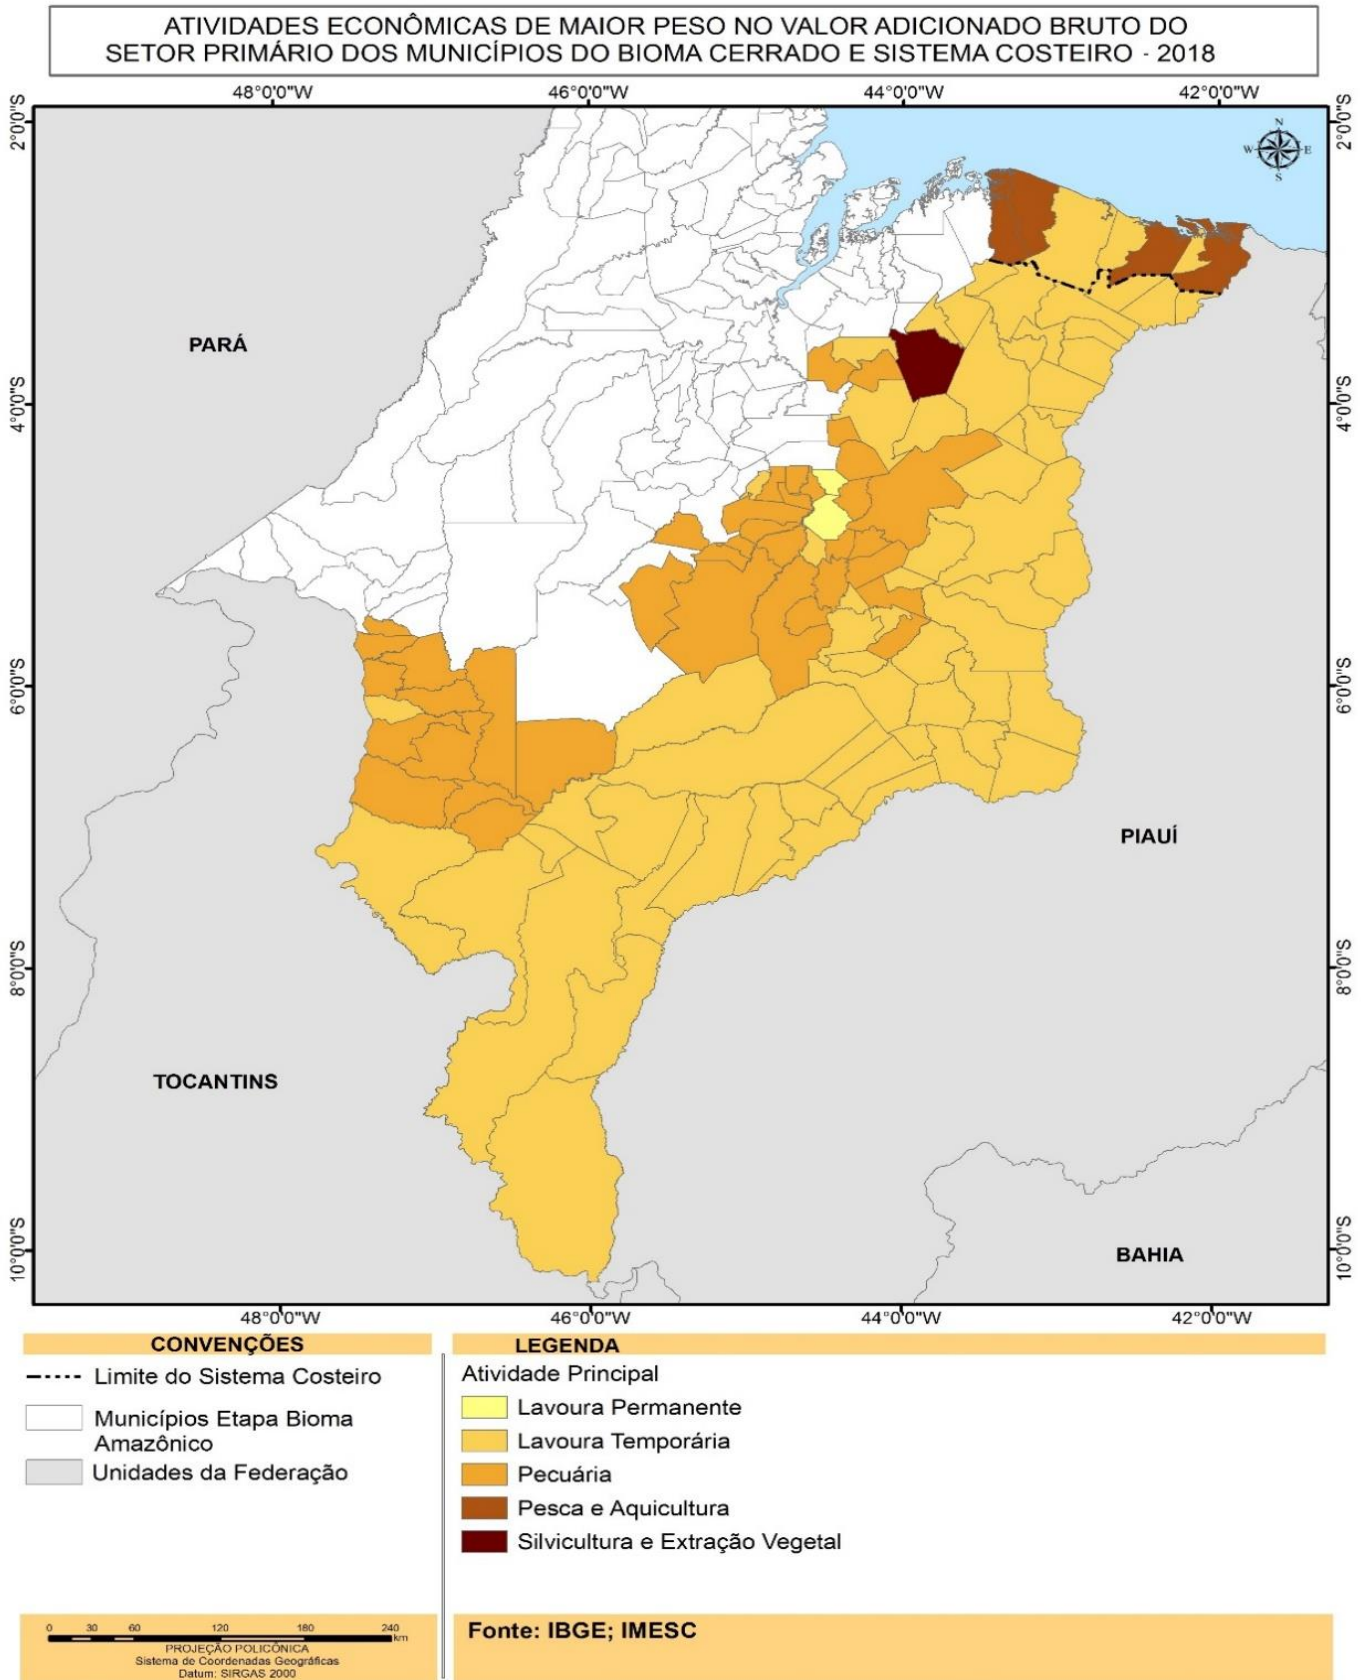 ATIVIDADES ECONÔMICAS DE MAIOR PESO NO VALOR ADICIONADO BRUTO DO
SETOR PRIMÁRIO DOS MUNICÍPIOS DO BIOMA CERRADO E SISTEMA COSTEIRO - 2018
48°0'0"W 46°0'0"W 44°0'0"W 42°0'0"W
2°0'0"S 2°0'0"S
N
W E
S
PARÁ
4°0'0"S 4°0'0"S
6°0'0"S 6°0'0"S
PIAUÍ
8°0'0"S 8°0'0"S
TOCANTINS
10°0'0"S 10°0'0"S
BAHIA
48°0'0"W 46°0'0"W 44°0'0"W 42°0'0"W
CONVENÇÕES
Limite do Sistema Costeiro
Municípios Etapa Bioma
Amazônico
Unidades da Federação
LEGENDA
Atividade Principal
Lavoura Permanente
Lavoura Temporária
Pecuária
Pesca e Aquicultura
Silvicultura e Extração Vegetal
0 30 60 120 180 240
km
PROJEÇÃO POLICÔNICA
Sistema de Coordenadas Geográficas
Datum: SIRGAS 2000
Fonte: IBGE; IMESC